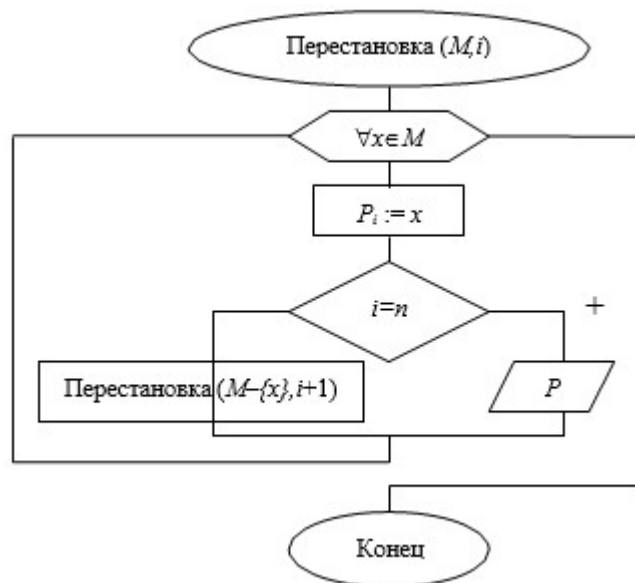 Перестановка (M,i)
∀x∈M
Pᵢ := x
i=n
+
Перестановка (M–{x},i+1)
P
Конец